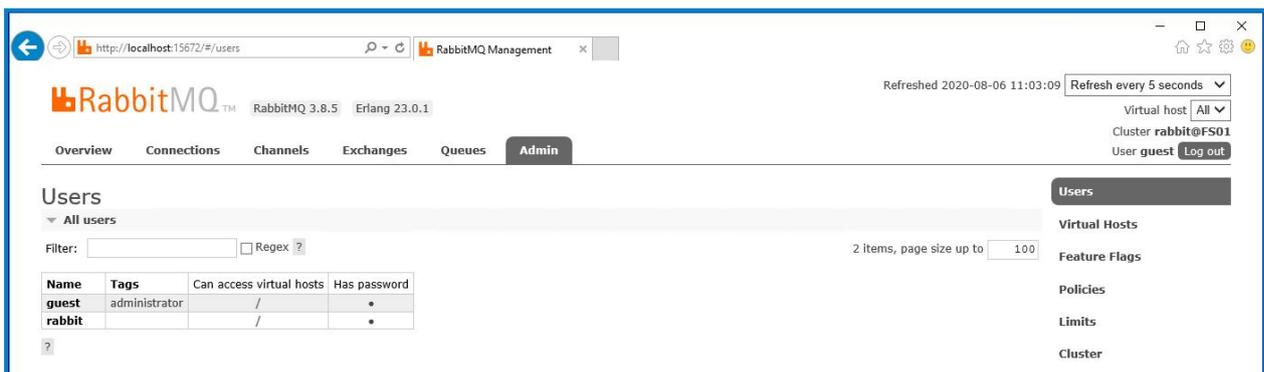 http://localhost:15672/#/users
RabbitMQ Management
RabbitMQ TM RabbitMQ 3.8.5 Erlang 23.0.1
Refreshed 2020-08-06 11:03:09 Refresh every 5 seconds
Virtual host All
Cluster rabbit@FS01
User guest Log out
Overview Connections Channels Exchanges Queues Admin
Users
All users
Filter: Regex ? 2 items, page size up to 100
Name Tags Can access virtual hosts Has password
guest administrator / •
rabbit / •
?
Users
Virtual Hosts
Feature Flags
Policies
Limits
Cluster